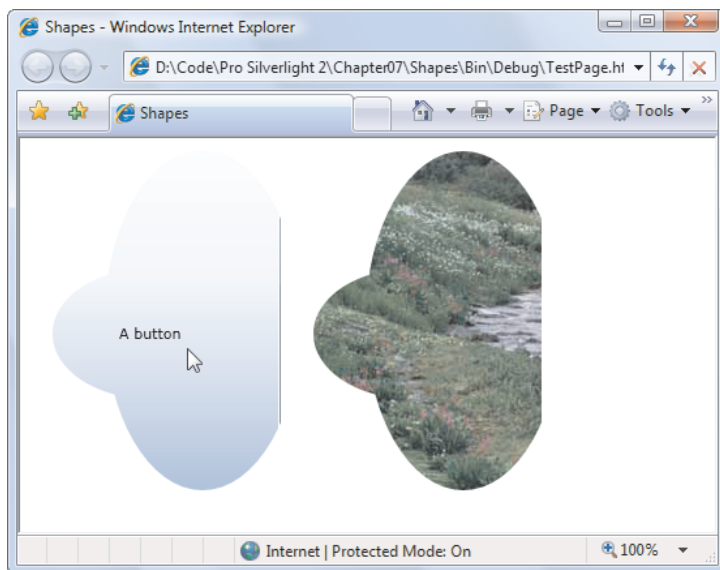 Shapes - Windows Internet Explorer
D:\Code\Pro Silverlight 2\Chapter07\Shapes\Bin\Debug\TestPage.ht
Shapes
Page
Tools
A button
Internet | Protected Mode: On
100%